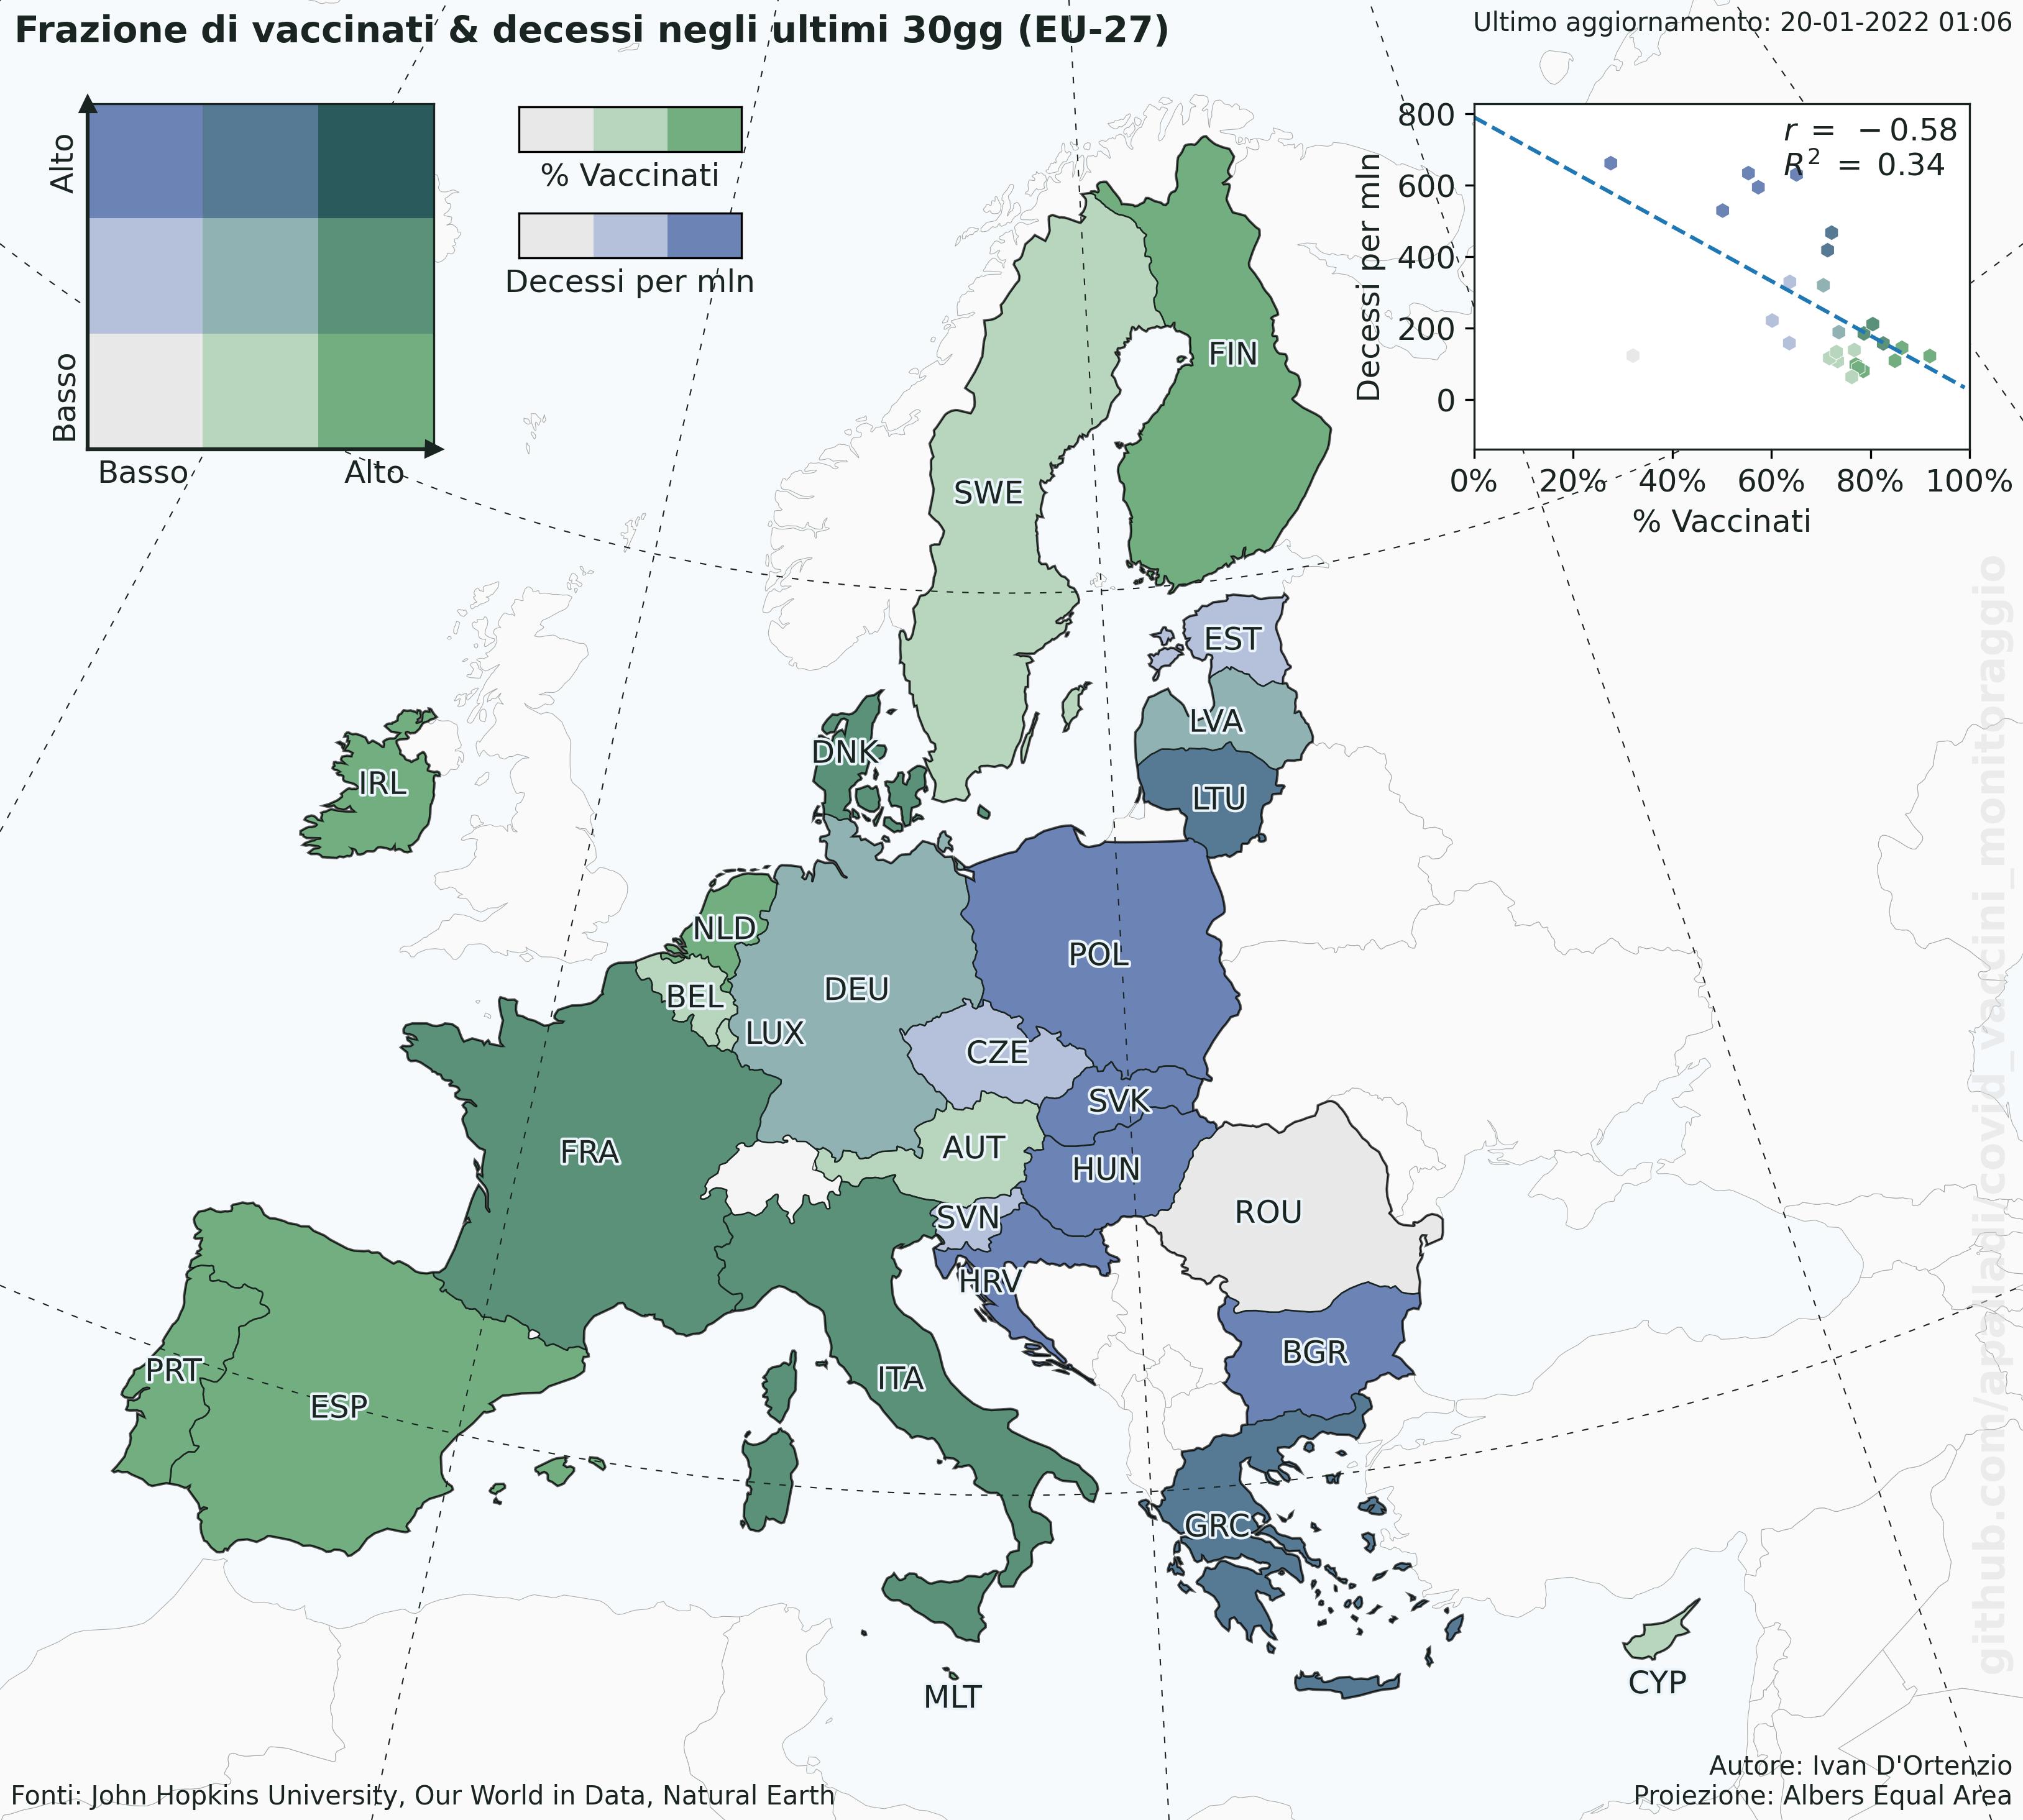 Frazione di vaccinati & decessi negli ultimi 30gg (EU-27)
Ultimo aggiornamento: 20-01-2022 01:06
Alto
Basso
Basso
Alto
% Vaccinati
Decessi per mln
Decessi per mln
800
600
400
200
0
r = −0.58
R² = 0.34
0%
20%
40%
60%
80%
100%
% Vaccinati
FIN
SWE
EST
LVA
LTU
DNK
IRL
NLD
BEL
LUX
DEU
POL
CZE
SVK
AUT
HUN
FRA
SVN
HRV
ROU
BGR
ITA
PRT
ESP
GRC
MLT
CYP
github.com/apalladi/covid_vaccini_monitoraggio
Fonti: John Hopkins University, Our World in Data, Natural Earth
Autore: Ivan D'Ortenzio
Proiezione: Albers Equal Area